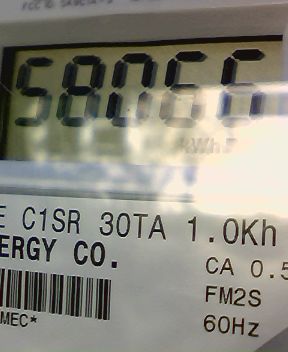 58066
kWh
E C1SR 30TA 1.0Kh
ERGY CO.
CA 0.5
FM2S
MEC*
60Hz